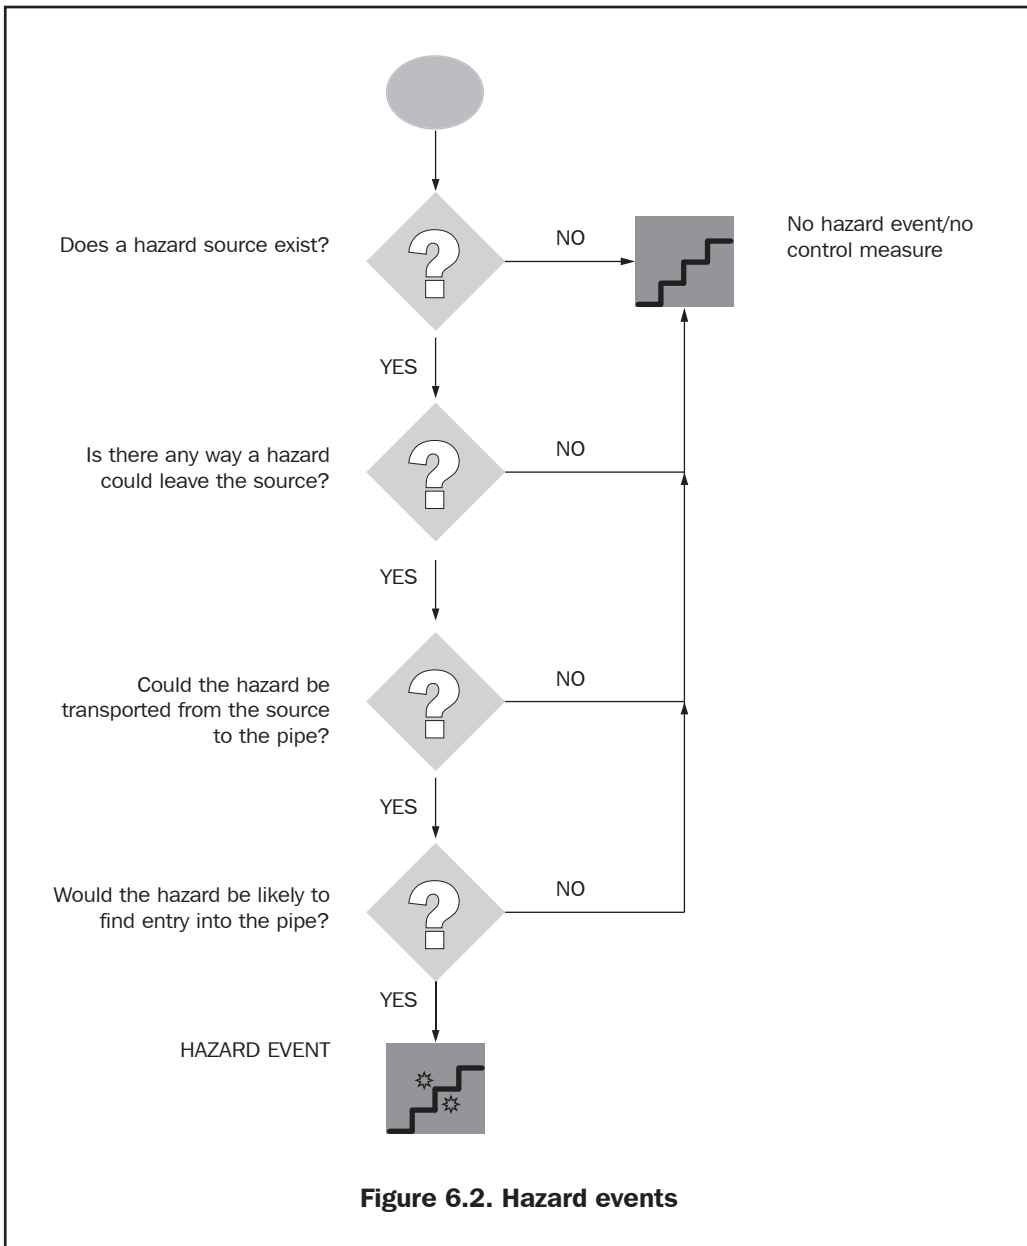 Does a hazard source exist?
NO
No hazard event/no
control measure
YES
Is there any way a hazard
could leave the source?
NO
YES
Could the hazard be
transported from the source
to the pipe?
NO
YES
Would the hazard be likely to
find entry into the pipe?
NO
YES
HAZARD EVENT
Figure 6.2. Hazard events